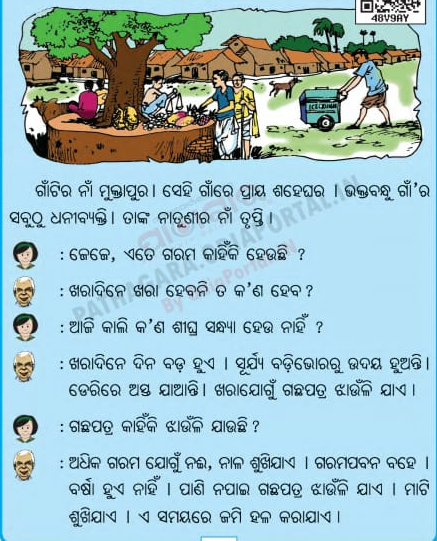 48V9AY
ଗାଁଟିର ନାଁ ମୁକ୍ତାପୁର। ସେହି ଗାଁରେ ପ୍ରାୟ ଶହେଘର । ଭକ୍ତବନ୍ଧୁ ଗାଁ'ର
ସବୁଠୁ ଧନୀବ୍ୟକ୍ତି। ତାଙ୍କ ନାତୁଣୀର ନାଁ ତୃପ୍ତି।
: ଜେଜେ, ଏତେ ଗରମ କାହିଁକି ହେଉଛି ?
: ଖରାଦିନେ ଖରା ହେବନି ତ କ'ଣ ହେବ?
: ଆଜି କାଲି କ'ଣ ଶୀଘ୍ର ସନ୍ଧ୍ୟା ହେଉ ନାହିଁ ?
: ଖରାଦିନେ ଦିନ ବଡ଼ ହୁଏ । ସୂର୍ଯ୍ୟ ବଡ଼ିଭୋରରୁ ଉଦୟ ହୁଅନ୍ତି।
ଡେରିରେ ଅସ୍ତ ଯାଆନ୍ତି। ଖରାଯୋଗୁଁ ଗଛପତ୍ର ଝାଉଁଳି ଯାଏ ।
: ଗଛପତ୍ର କାହିଁକି ଝାଉଁଳି ଯାଉଛି ?
: ଅଧିକ ଗରମ ଯୋଗୁଁ ନଈ, ନାଳ ଶୁଖିଯାଏ । ଗରମପବନ ବହେ ।
ବର୍ଷା ହୁଏ ନାହିଁ । ପାଣି ନପାଇ ଗଛପତ୍ର ଝାଉଁଳି ଯାଏ । ମାଟି
ଶୁଖିଯାଏ । ଏ ସମୟରେ ଜମି ହଳ କରାଯାଏ।